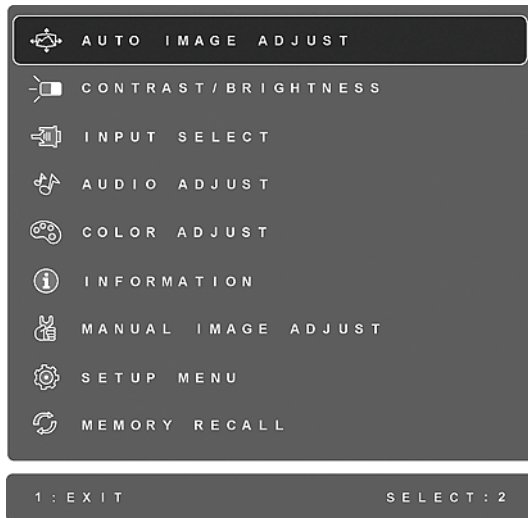 AUTO IMAGE ADJUST
CONTRAST/BRIGHTNESS
INPUT SELECT
AUDIO ADJUST
COLOR ADJUST
INFORMATION
MANUAL IMAGE ADJUST
SETUP MENU
MEMORY RECALL
1:EXIT SELECT:2